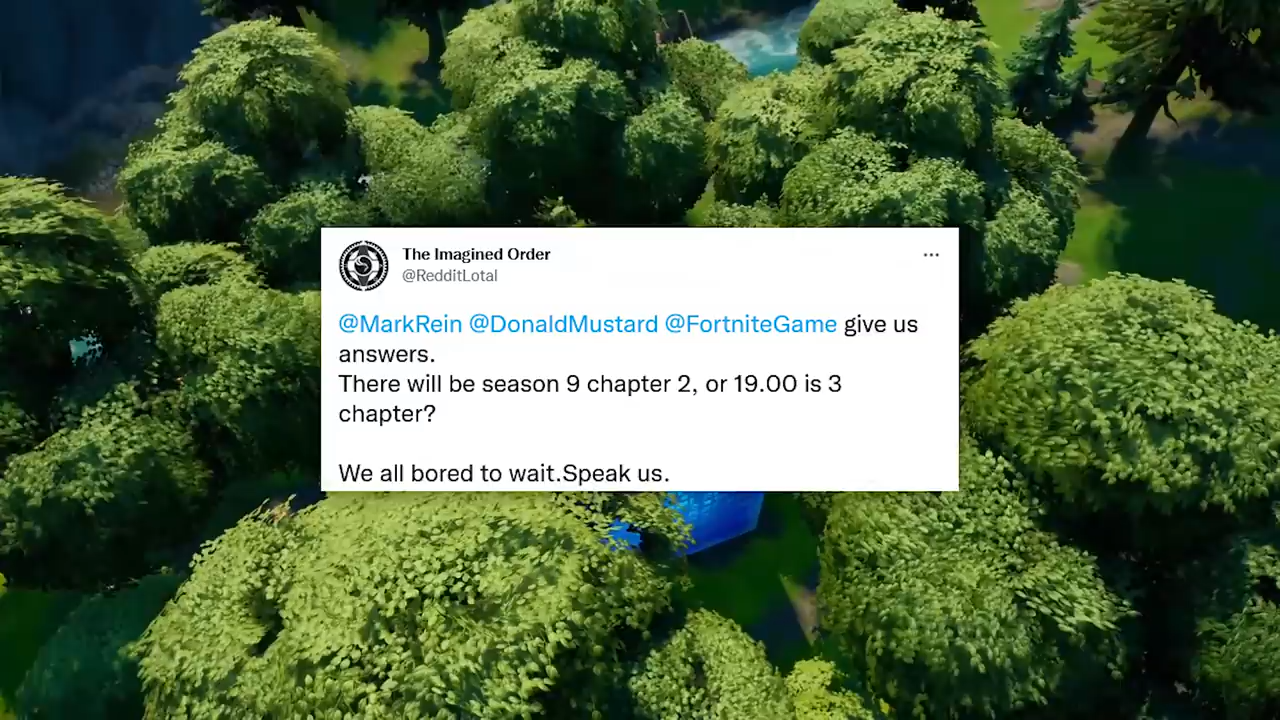 The Imagined Order
@RedditLotal
@MarkRein @DonaldMustard @FortniteGame give us
answers.
There will be season 9 chapter 2, or 19.00 is 3
chapter?
We all bored to wait.Speak us.